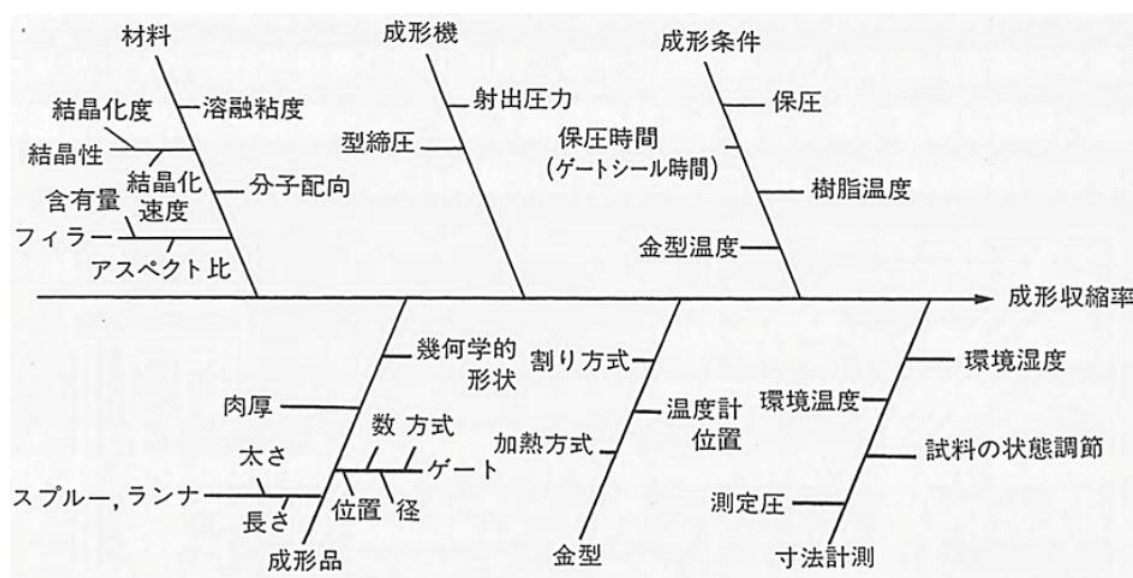 材料
成形機
成形条件
溶融粘度
結晶化度
結晶性
結晶化
速度
分子配向
含有量
フィラー
アスペクト比
射出圧力
型締圧
保圧
保圧時間
(ゲートシール時間)
樹脂温度
金型温度
成形収縮率
幾何学的
形状
肉厚
数 方式
ゲート
位置 径
太さ
スプルー,ランナ
長さ
成形品
割り方式
温度計
位置
加熱方式
金型
環境湿度
環境温度
試料の状態調節
測定圧
寸法計測